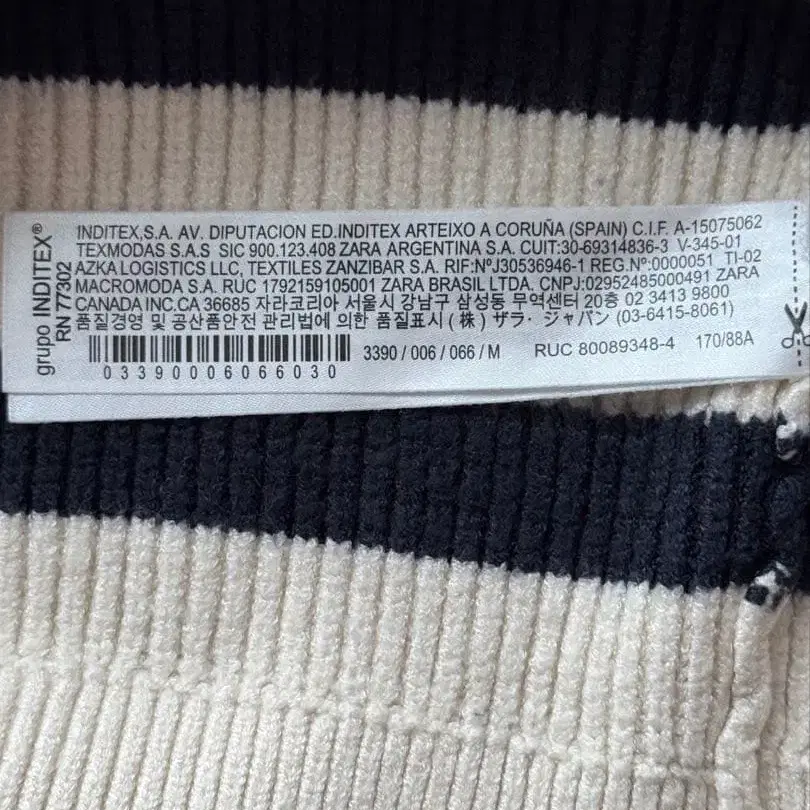 grupo INDITEX®
RN 77302
INDITEX,S.A. AV. DIPUTACION ED.INDITEX ARTEIXO A CORUÑA (SPAIN) C.I.F. A-15075062
TEXMODAS S.A.S SIC 900.123.408 ZARA ARGENTINA S.A. CUIT:30-69314836-3 V-345-01
AZKA LOGISTICS LLC, TEXTILES ZANZIBAR S.A. RIF:NºJ30536946-1 REG.Nº:0000051 TI-02
MACROMODA S.A. RUC 1792159105001 ZARA BRASIL LTDA. CNPJ:02952485000491 ZARA
CANADA INC.CA 36685 자라코리아 서울시 강남구 삼성동 무역센터 20층 02 3413 9800
품질경영 및 공산품안전 관리법에 의한 품질표시 (株) ザラ・ジャパン (03-6415-8061)
3390 / 006 / 066 / M RUC 80089348-4 170/88A
03390006066030